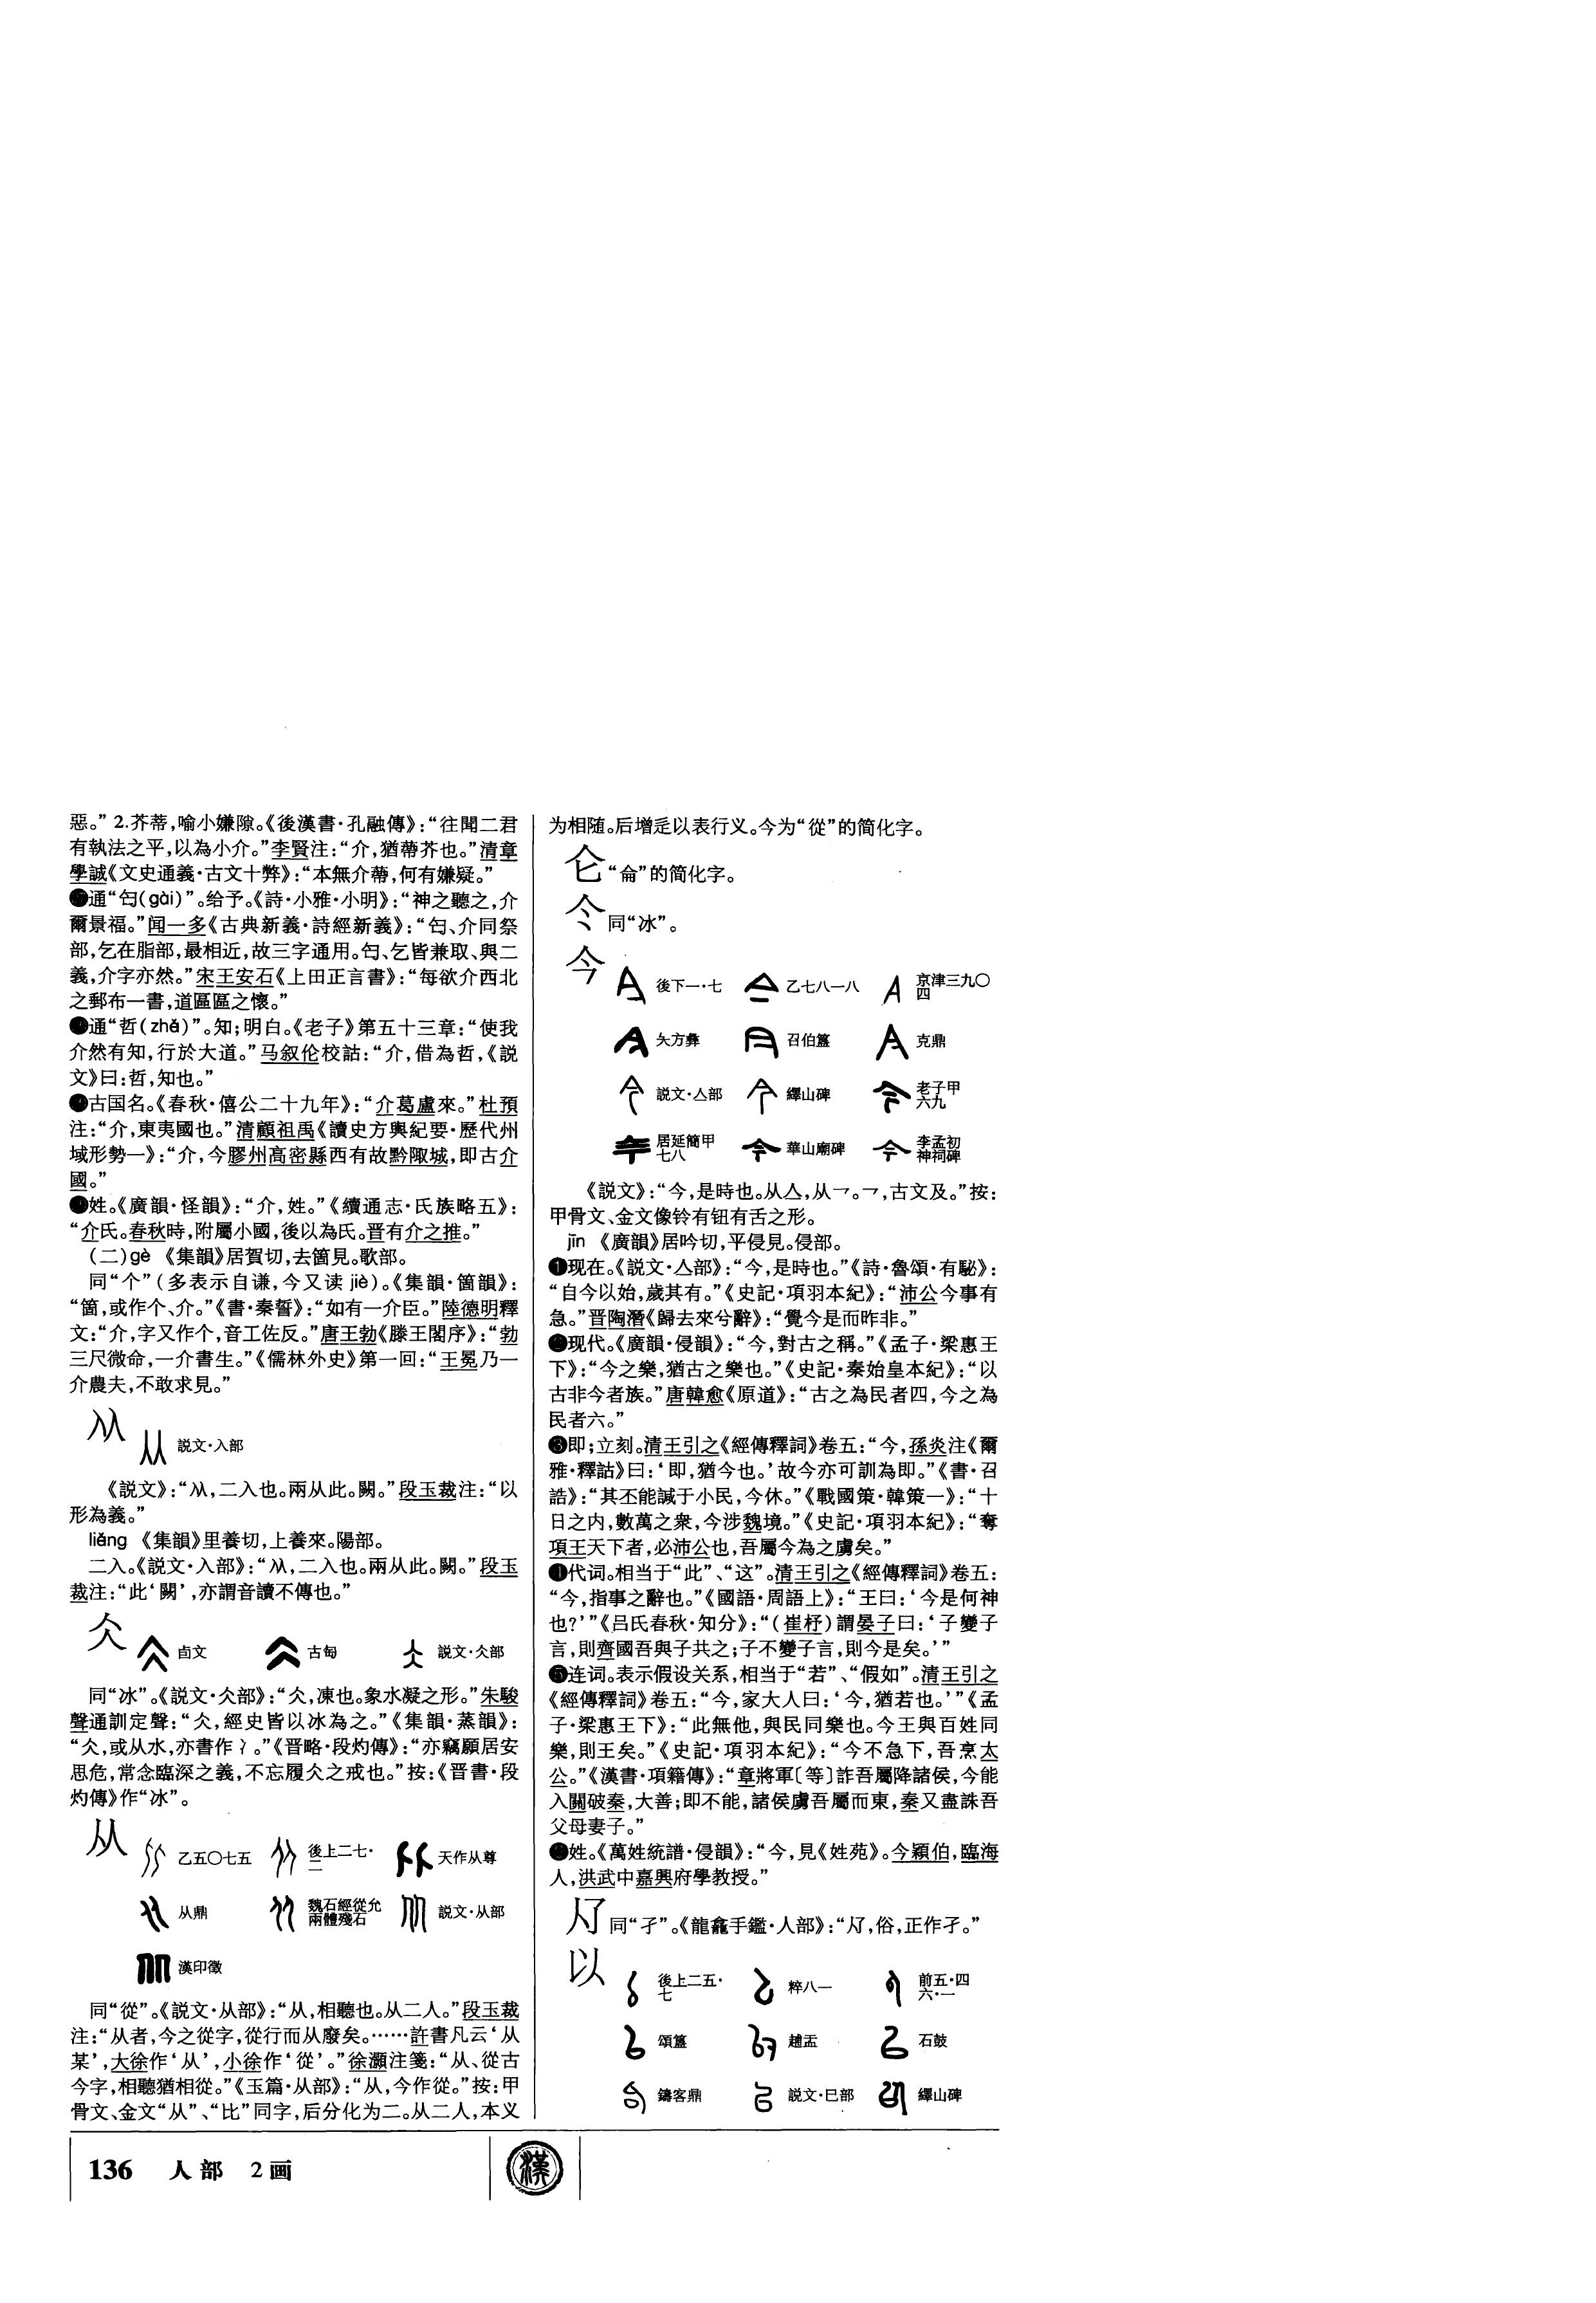 惡。” 2.芥蒂，喻小嫌隙。《後漢書·孔融傳》：“往聞二君
有執法之平，以為小介。”李賢注：“介，猶蔕芥也。”清章
學誠《文史通義·古文十弊》：“本無介蔕，何有嫌疑。”
通“匄(gài)”。给予。《詩·小雅·小明》：“神之聽之，介
爾景福。”闻一多《古典新義·詩經新義》：“匄、介同祭
部，乞在脂部，最相近，故三字通用。匄、乞皆兼取、與二
義，介字亦然。”宋王安石《上田正言書》：“每欲介西北
之郵布一書，道區區之懷。”
通“哲(zhé)”。知；明白。《老子》第五十三章：“使我
介然有知，行於大道。”马叙伦校詁：“介，借為哲，《説
文》曰：哲，知也。”
古国名。《春秋·僖公二十九年》：“介葛盧來。”杜預
注：“介，東夷國也。”清顧祖禹《讀史方輿紀要·歷代州
域形勢一》：“介，今膠州高密縣西有故黔陬城，即古介
國。”
姓。《廣韻·怪韻》：“介，姓。”《續通志·氏族略五》：
“介氏。春秋時，附屬小國，後以為氏。晋有介之推。”
(二)gè 《集韻》居賀切，去箇見。歌部。
同“个”(多表示自谦，今又读 jiè)。《集韻·箇韻》：
“箇，或作个、介。”《書·秦誓》：“如有一介臣。”陸德明釋
文：“介，字又作个，音工佐反。”唐王勃《滕王閣序》：“勃
三尺微命，一介書生。”《儒林外史》第一回：“王冕乃一
介農夫，不敢求見。”
㒳 説文·入部
《説文》：“从，二入也。兩从此。闕。”段玉裁注：“以
形為義。”
liǎng 《集韻》里養切，上養來。陽部。
二入。《説文·入部》：“从，二入也。兩从此。闕。”段玉
裁注：“此‘闕’，亦謂音讀不傳也。”
仌 卣文 古匋 説文·仌部
同“冰”。《説文·仌部》：“仌，凍也。象水凝之形。”朱駿
聲通訓定聲：“仌，經史皆以冰為之。”《集韻·蒸韻》：
“仌，或从水，亦書作冫。”《晋略·段灼傳》：“亦竊願居安
思危，常念臨深之義，不忘履仌之戒也。”按：《晋書·段
灼傳》作“冰”。
从 乙五〇七五 後上二七·二 天作从尊
从鼎 魏石經從允兩體殘石 説文·从部
漢印徵
同“從”。《説文·从部》：“从，相聽也。从二人。”段玉裁
注：“从者，今之從字，從行而从廢矣。……許書凡云‘从
某’，大徐作‘从’，小徐作‘從’。”徐灝注箋：“从、從古
今字，相聽猶相從。”《玉篇·从部》：“从，今作從。”按：甲
骨文、金文“从”、“比”同字，后分化为二。从二人，本义
为相随。后增辵以表行义。今为“從”的简化字。
仑 “侖”的简化字。
仒 同“冰”。
今 後下一·七 乙七八一八 京津三九〇四
夨方彝 召伯簋 克鼎
説文·亼部 繹山碑 老子甲六九
居延簡甲七八 華山廟碑 李孟初神祠碑
《説文》：“今，是時也。从亼，从乛。乛，古文及。”按：
甲骨文、金文像铃有钮有舌之形。
jīn 《廣韻》居吟切，平侵見。侵部。
❶现在。《説文·亼部》：“今，是時也。”《詩·魯頌·有駜》：
“自今以始，歲其有。”《史記·項羽本紀》：“沛公今事有
急。”晋陶潛《歸去來兮辭》：“覺今是而昨非。”
❷现代。《廣韻·侵韻》：“今，對古之稱。”《孟子·梁惠王
下》：“今之樂，猶古之樂也。”《史記·秦始皇本紀》：“以
古非今者族。”唐韓愈《原道》：“古之為民者四，今之為
民者六。”
❸即；立刻。清王引之《經傳釋詞》卷五：“今，孫炎注《爾
雅·釋詁》曰：‘即，猶今也。’故今亦可訓為即。”《書·召
誥》：“其丕能諴于小民，今休。”《戰國策·韓策一》：“十
日之内，數萬之衆，今涉魏境。”《史記·項羽本紀》：“奪
項王天下者，必沛公也，吾屬今為之虜矣。”
❹代词。相当于“此”、“这”。清王引之《經傳釋詞》卷五：
“今，指事之辭也。”《國語·周語上》：“王曰：‘今是何神
也？’”《吕氏春秋·知分》：“(崔杼)謂晏子曰：‘子變子
言，則齊國吾與子共之；子不變子言，則今是矣。’”
❺连词。表示假设关系，相当于“若”、“假如”。清王引之
《經傳釋詞》卷五：“今，家大人曰：‘今，猶若也。’”《孟
子·梁惠王下》：“此無他，與民同樂也。今王與百姓同
樂，則王矣。”《史記·項羽本紀》：“今不急下，吾烹太
公。”《漢書·項籍傳》：“章將軍〔等〕詐吾屬降諸侯，今能
入關破秦，大善；即不能，諸侯虜吾屬而東，秦又盡誅吾
父母妻子。”
❻姓。《萬姓統譜·侵韻》：“今，見《姓苑》。今穎伯，臨海
人，洪武中嘉興府學教授。”
同“孑”。《龍龕手鑑·人部》：“，俗，正作孑。”
以 後上二五·七 粹八一 前五·四六·一
頌簋 趞盂 石鼓
鑄客鼎 説文·巳部 繹山碑
136 人部 2画
漢